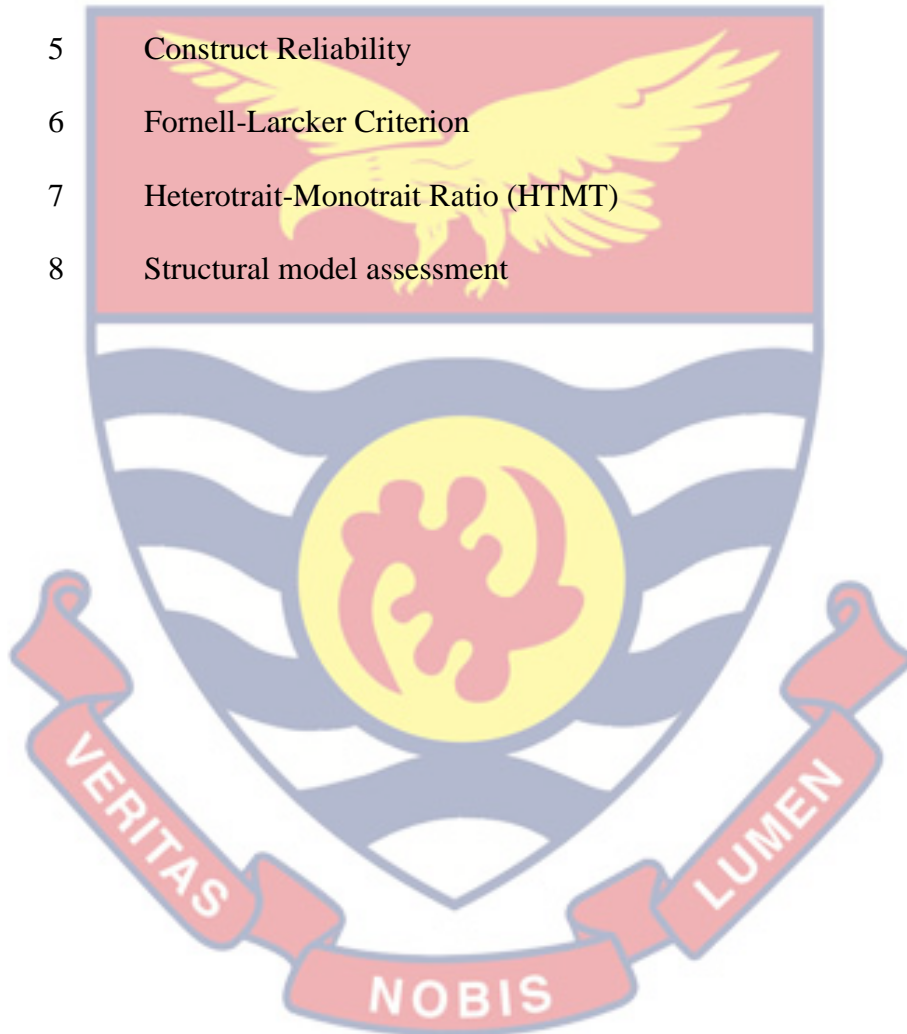 5 Construct Reliability
6 Fornell-Larcker Criterion
7 Heterotrait-Monotrait Ratio (HTMT)
8 Structural model assessment
VERITAS
NOBIS
LUMEN